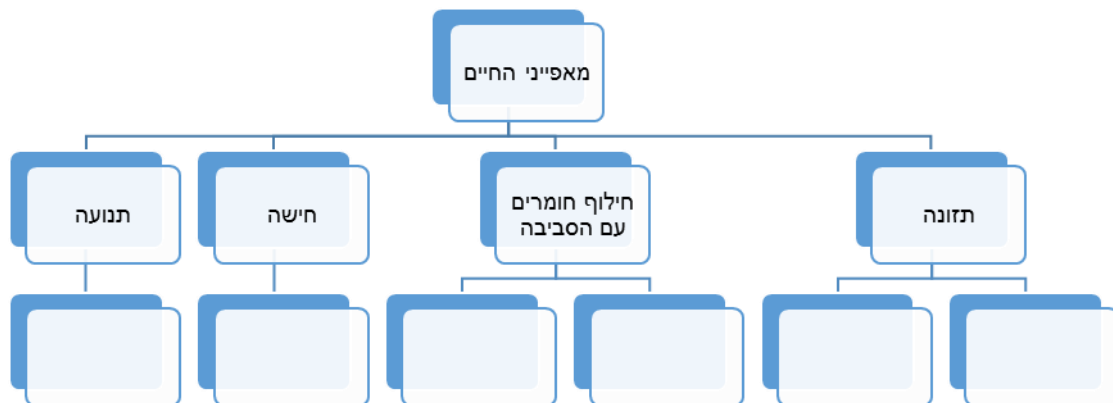 מאפייני החיים
תזונה
חילוף חומרים
עם הסביבה
חישה
תנועה